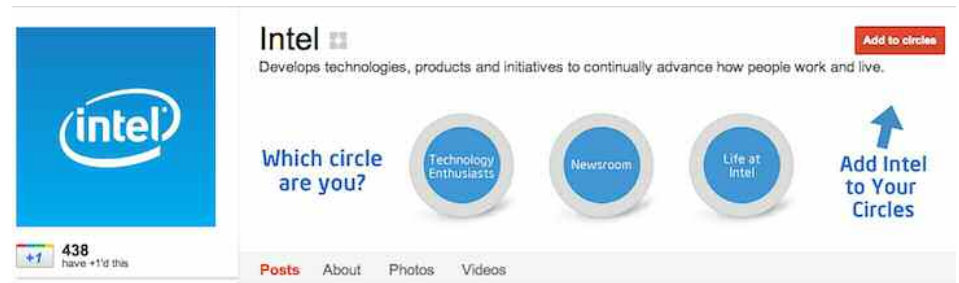 intel
+1
438
have +1'd this
Intel
Add to circles
Develops technologies, products and initiatives to continually advance how people work and live.
Which circle
are you?
Technology
Enthusiasts
Newsroom
Life at
Intel
Add Intel
to Your
Circles
Posts About Photos Videos